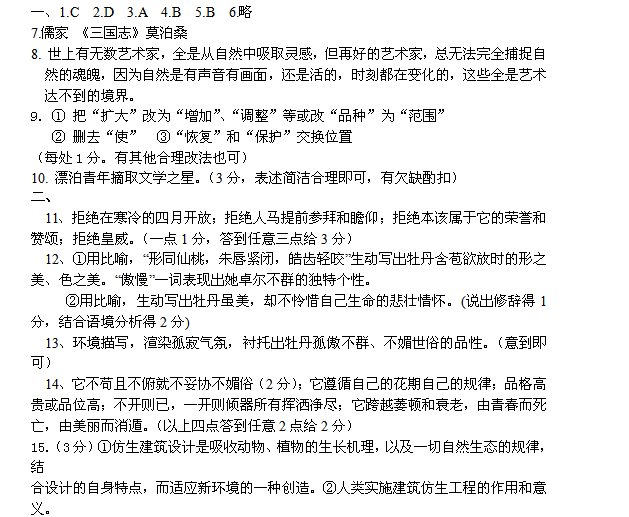 一、1.C 2.D 3.A 4.B 5.B 6.略
7.儒家 《三国志》莫泊桑
8. 世上有无数艺术家，全是从自然中吸取灵感，但再好的艺术家，总无法完全捕捉自
然的魂魄，因为自然是有声音有画面，还是活的，时刻都在变化的，这些全是艺术
达不到的境界。
9. ① 把“扩大”改为“增加”、“调整”等或改“品种”为“范围”
② 删去“使” ③“恢复”和“保护”交换位置
（每处 1 分。有其他合理改法也可）
10. 漂泊青年摘取文学之星。（3 分，表述简洁合理即可，有欠缺酌扣）
二、
11、拒绝在寒冷的四月开放；拒绝人马提前参拜和瞻仰；拒绝本该属于它的荣誉和
赞颂；拒绝皇威。（一点 1 分，答到任意三点给 3 分）
12、①用比喻，“形同仙桃，朱唇紧闭，皓齿轻咬”生动写出牡丹含苞欲放时的形之
美、色之美。“傲慢”一词表现出她卓尔不群的独特个性。
②用比喻，生动写出牡丹虽美，却不怜惜自己生命的悲壮情怀。(说出修辞得 1
分，结合语境分析得 2 分)
13、环境描写，渲染孤寂气氛，衬托出牡丹孤傲不群、不媚世俗的品性。（意到即
可）
14、它不苟且不俯就不妥协不媚俗（2 分）；它遵循自己的花期自己的规律；品格高
贵或品位高；不开则已，一开则倾器所有挥洒净尽；它跨越萎顿和衰老，由青春而死
亡，由美丽而消遁。（以上四点答到任意 2 点给 2 分）
15.（3 分）①仿生建筑设计是吸收动物、植物的生长机理，以及一切自然生态的规律，
结
合设计的自身特点，而适应新环境的一种创造。②人类实施建筑仿生工程的作用和意
义。